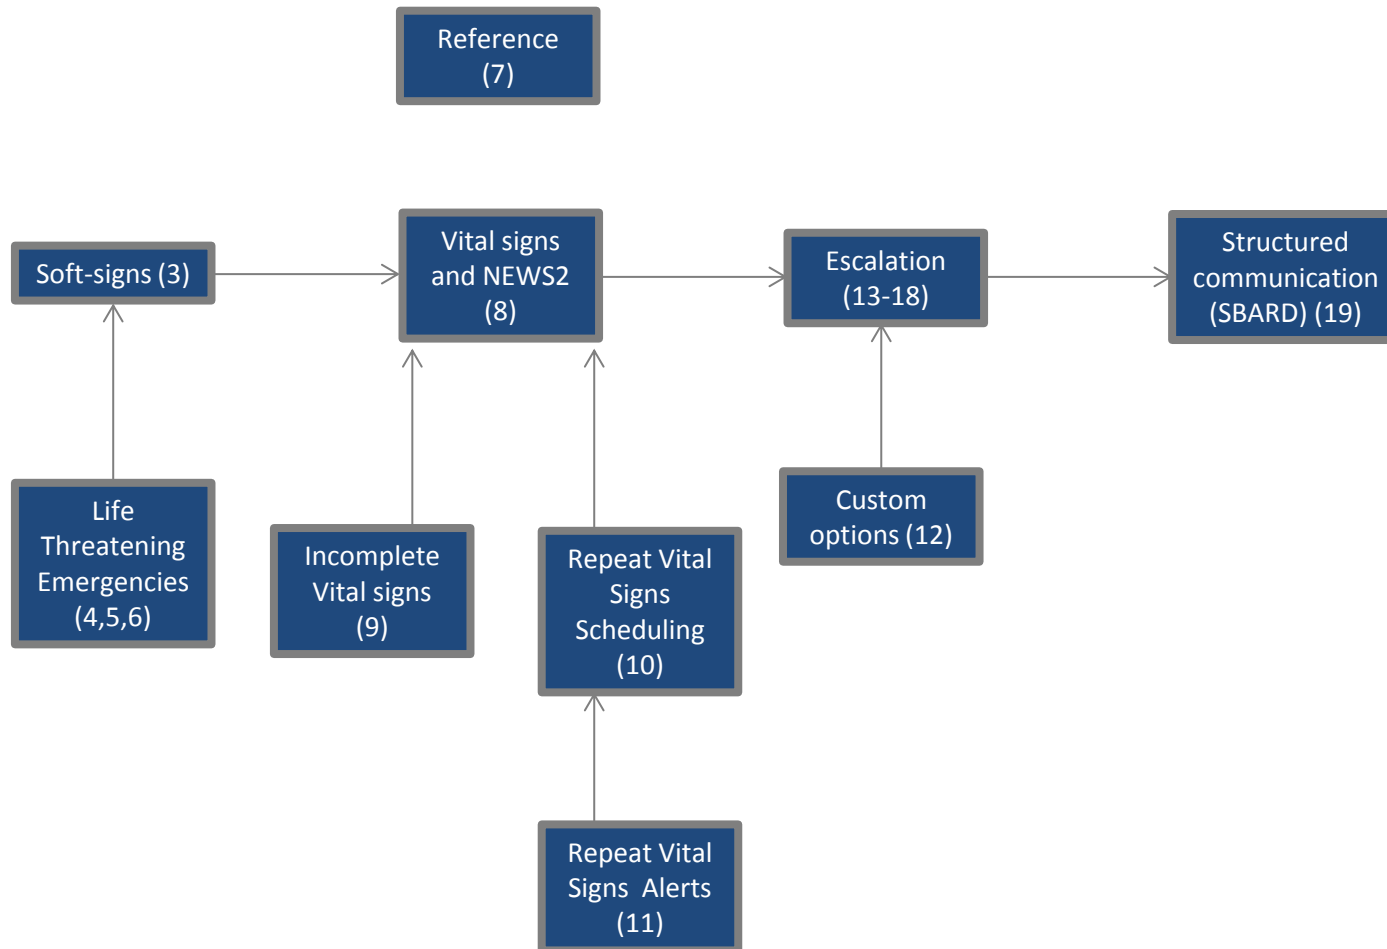 Reference
(7)
Soft-signs (3)
Vital signs
and NEWS2
(8)
Escalation
(13-18)
Structured
communication
(SBARD) (19)
Life
Threatening
Emergencies
(4,5,6)
Incomplete
Vital signs
(9)
Repeat Vital
Signs
Scheduling
(10)
Custom
options (12)
Repeat Vital
Signs  Alerts
(11)